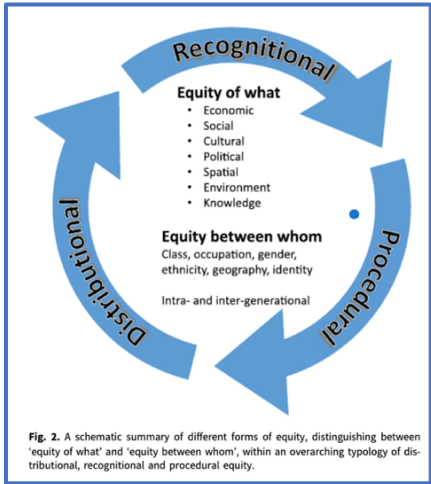 Recognitional
Equity of what
• Economic
• Social
• Cultural
• Political
• Spatial
• Environment
• Knowledge
Equity between whom
Class, occupation, gender,
ethnicity, geography, identity
Intra- and inter-generational
Procedural
Distributional
Fig. 2. A schematic summary of different forms of equity, distinguishing between
‘equity of what’ and ‘equity between whom’, within an overarching typology of dis-
tributional, recognitional and procedural equity.